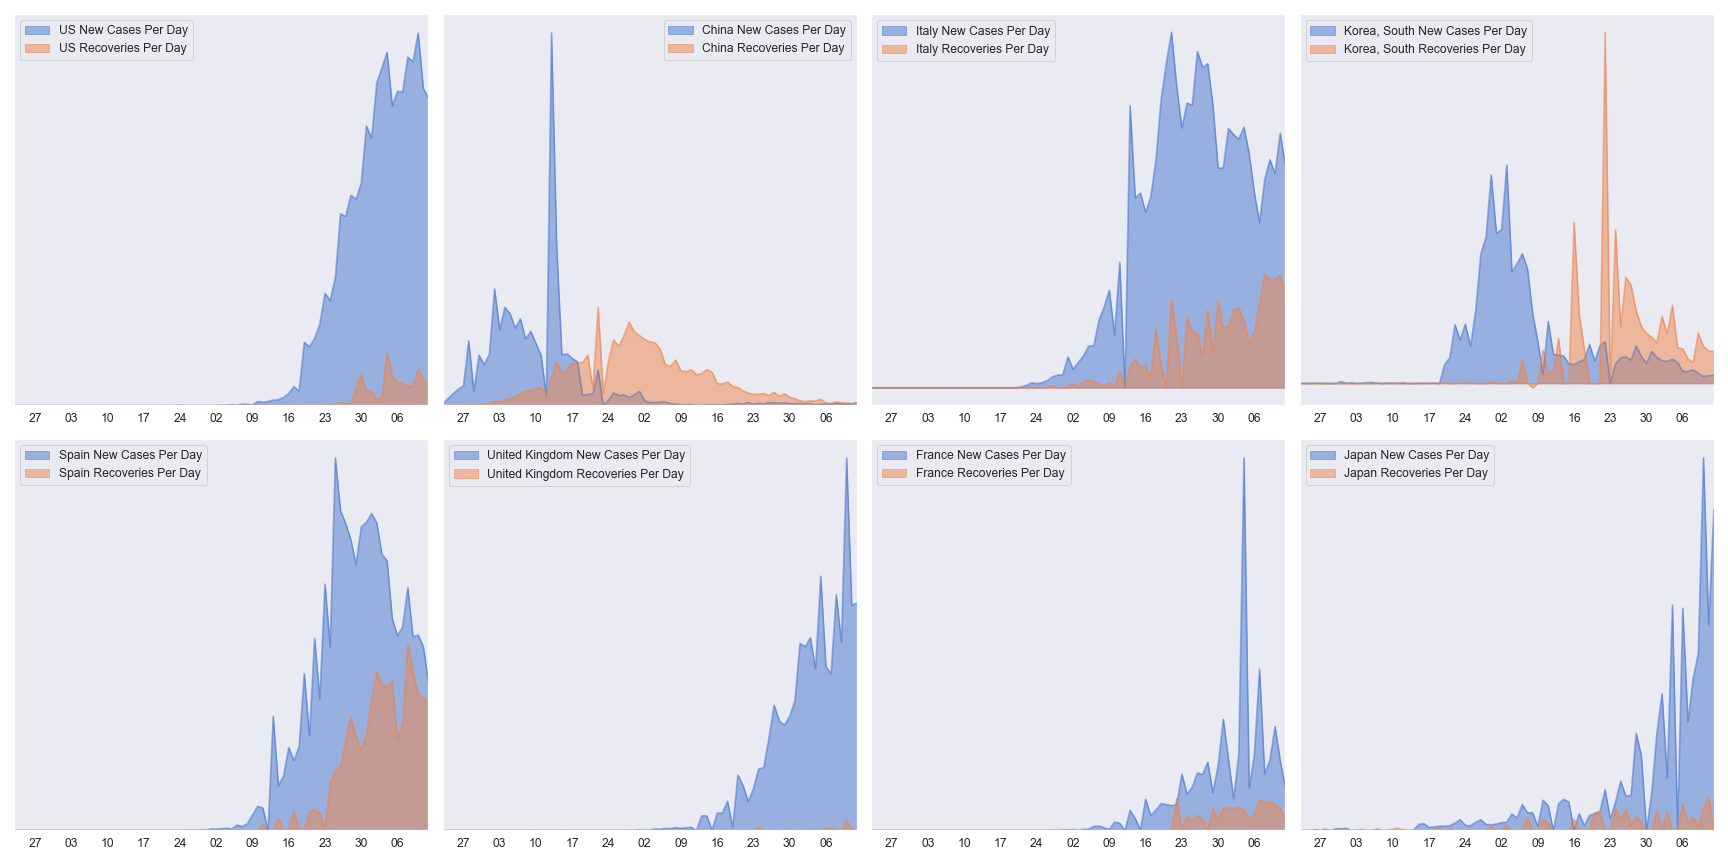 US New Cases Per Day
US Recoveries Per Day
China New Cases Per Day
China Recoveries Per Day
Italy New Cases Per Day
Italy Recoveries Per Day
Korea, South New Cases Per Day
Korea, South Recoveries Per Day
27 03 10 17 24 02 09 16 23 30 06
27 03 10 17 24 02 09 16 23 30 06
27 03 10 17 24 02 09 16 23 30 06
27 03 10 17 24 02 09 16 23 30 06
Spain New Cases Per Day
Spain Recoveries Per Day
United Kingdom New Cases Per Day
United Kingdom Recoveries Per Day
France New Cases Per Day
France Recoveries Per Day
Japan New Cases Per Day
Japan Recoveries Per Day
27 03 10 17 24 02 09 16 23 30 06
27 03 10 17 24 02 09 16 23 30 06
27 03 10 17 24 02 09 16 23 30 06
27 03 10 17 24 02 09 16 23 30 06